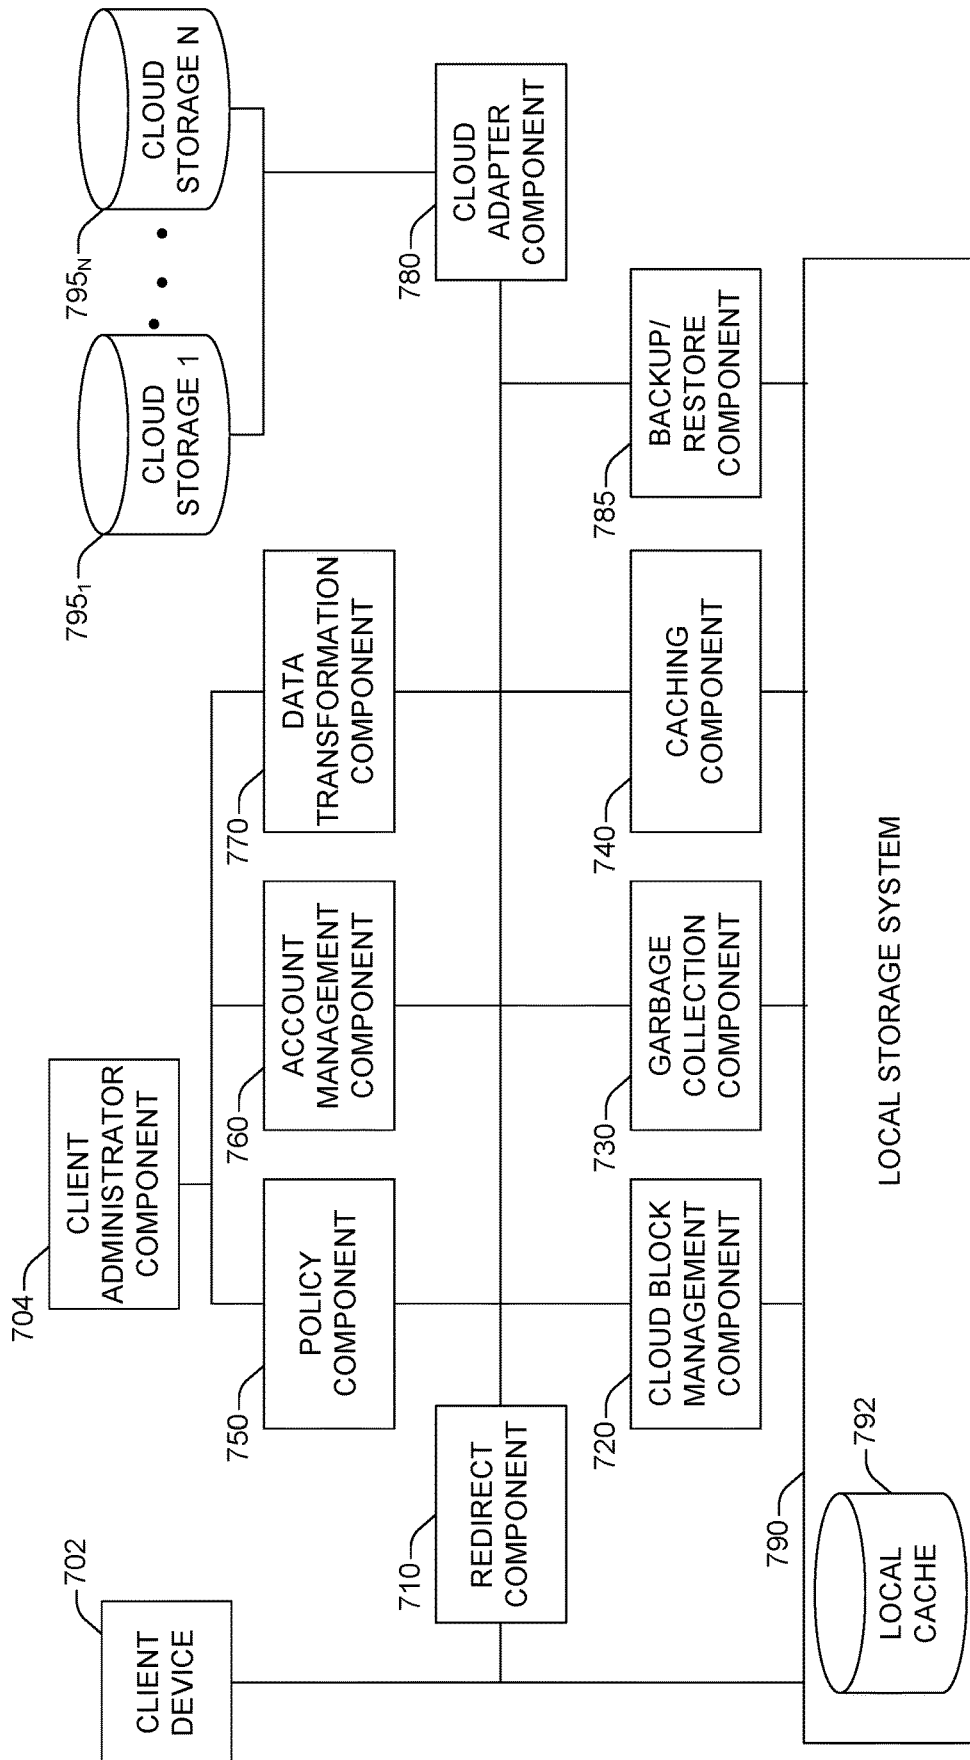 702
CLIENT
DEVICE
704
CLIENT
ADMINISTRATOR
COMPONENT
795₁
CLOUD
STORAGE 1
• • •
795_N
CLOUD
STORAGE N
750
POLICY
COMPONENT
760
ACCOUNT
MANAGEMENT
COMPONENT
770
DATA
TRANSFORMATION
COMPONENT
710
REDIRECT
COMPONENT
780
CLOUD
ADAPTER
COMPONENT
720
CLOUD BLOCK
MANAGEMENT
COMPONENT
730
GARBAGE
COLLECTION
COMPONENT
740
CACHING
COMPONENT
785
BACKUP/
RESTORE
COMPONENT
790
792
LOCAL
CACHE
LOCAL STORAGE SYSTEM